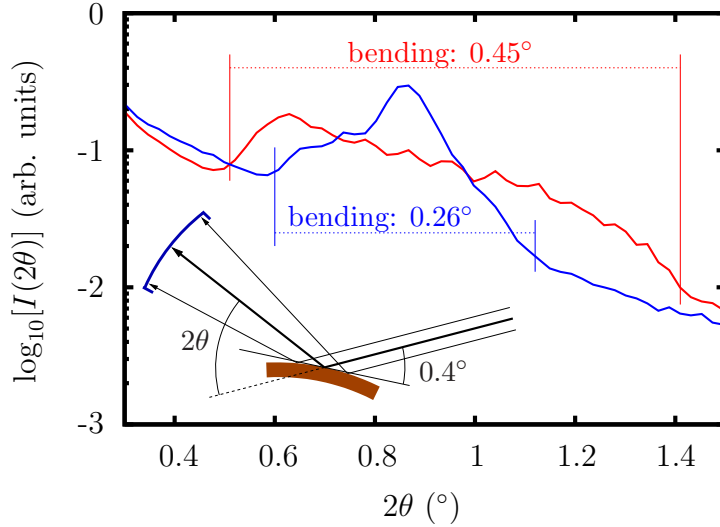 0
bending: 0.45°
-1
bending: 0.26°
-2
2θ
0.4°
-3
0.4 0.6 0.8 1 1.2 1.4
2θ (°)
log₁₀[I(2θ)] (arb. units)